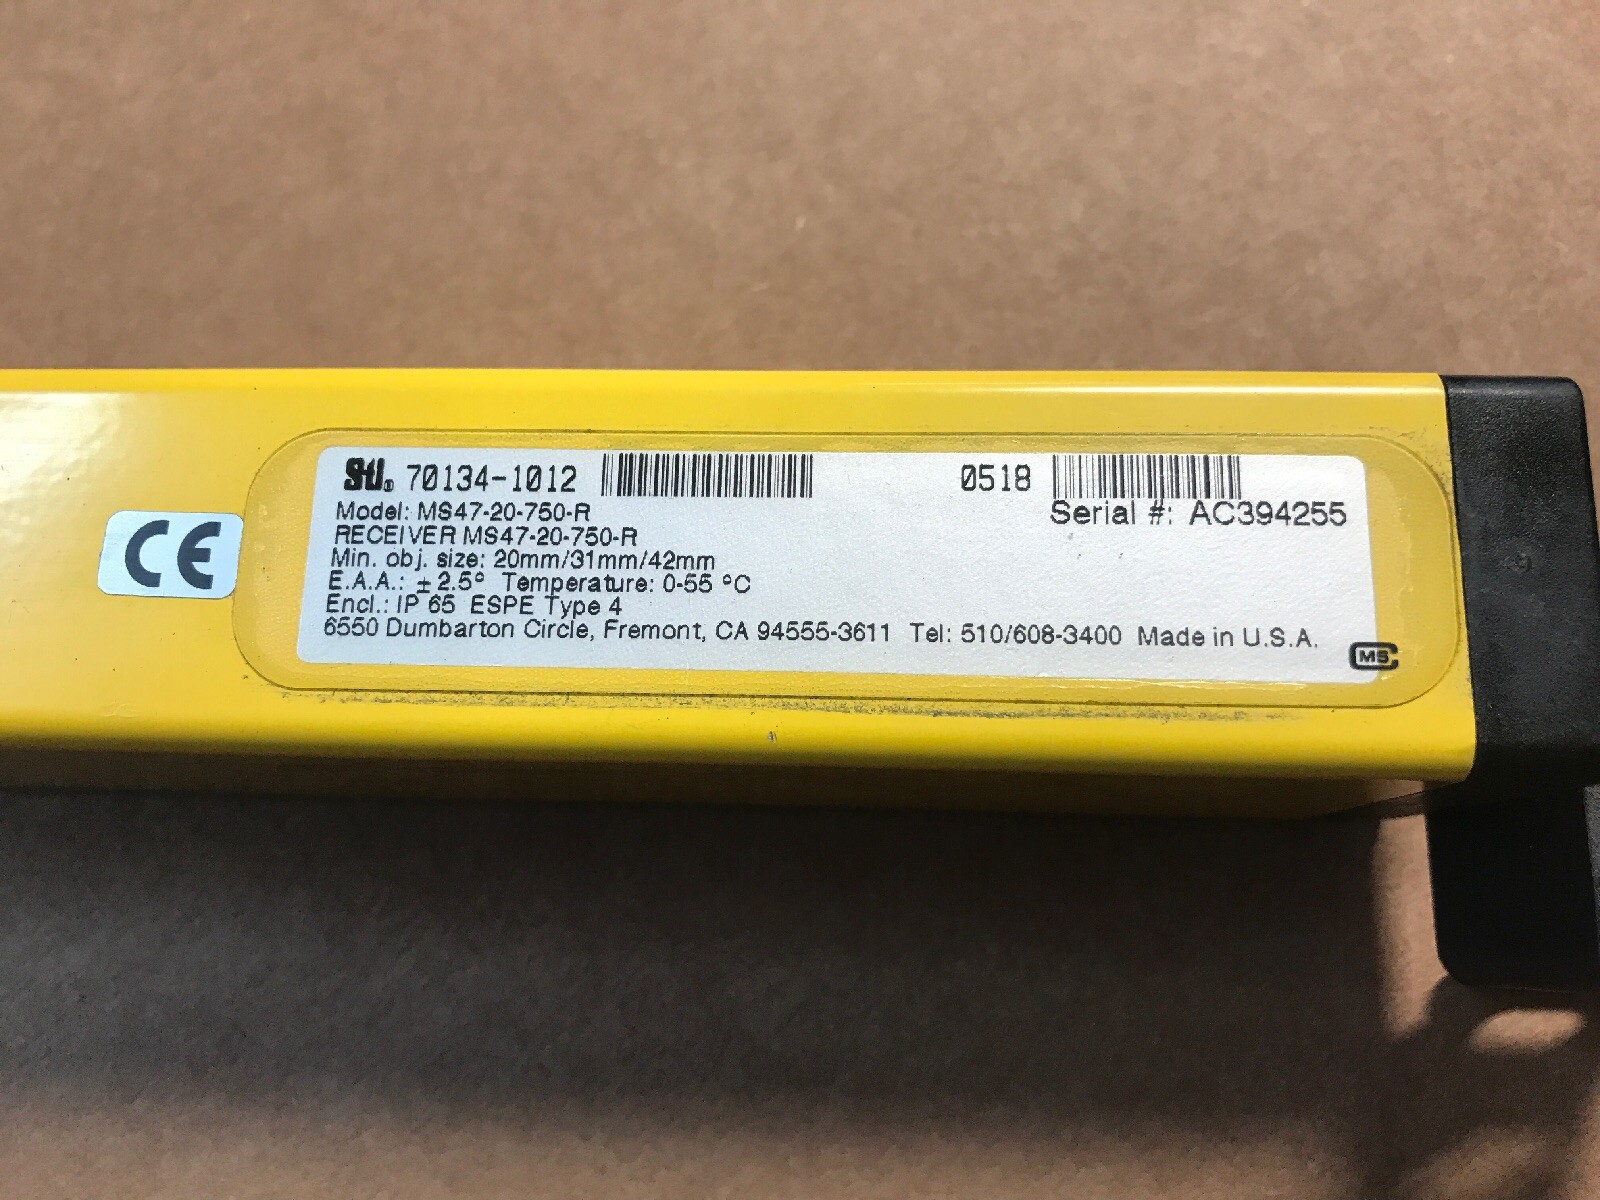 CE
STI® 70134-1012 0518
Model: MS47-20-750-R Serial #: AC394255
RECEIVER MS47-20-750-R
Min. obj. size: 20mm/31mm/42mm
E.A.A.: ± 2.5° Temperature: 0-55 °C
Encl.: IP 65 ESPE Type 4
6550 Dumbarton Circle, Fremont, CA 94555-3611 Tel: 510/608-3400 Made in U.S.A.
MS